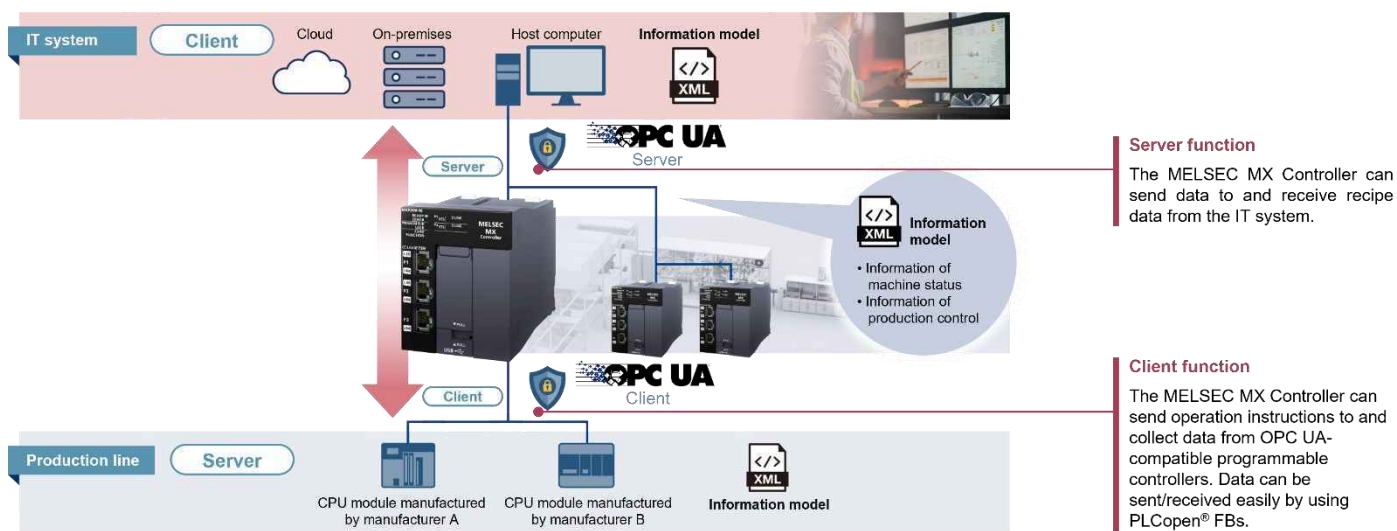 IT system
Client
Cloud
On-premises
Host computer
Information model
</>
XML
OPC UA
Server
Server
Server function
The MELSEC MX Controller can
send data to and receive recipe
data from the IT system.
MELSEC
MX
Controller
</>
XML
Information
model
• Information of
machine status
• Information of
production control
OPC UA
Client
Client
Client function
The MELSEC MX Controller can
send operation instructions to and
collect data from OPC UA-
compatible programmable
controllers. Data can be
sent/received easily by using
PLCopen® FBs.
Production line
Server
CPU module manufactured
by manufacturer A
CPU module manufactured
by manufacturer B
</>
XML
Information model